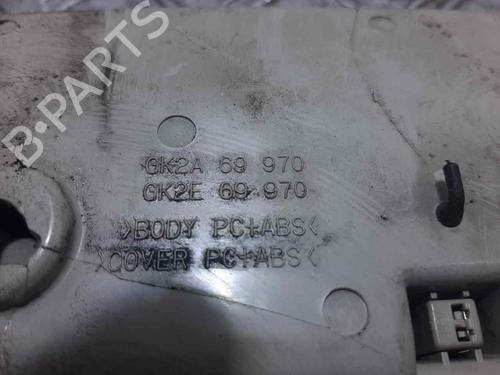 B-PARTS
GK2A 69 970
GK2E 69 970
>BODY PC+ABS<
>COVER PC+ABS<